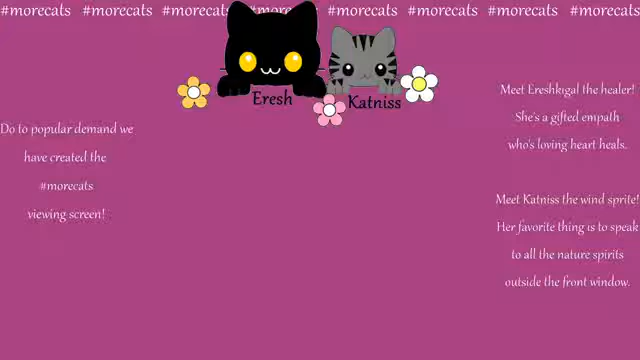 #morecats #morecats #morecats #morecats #morecats #morecats #morecats #morecats
Eresh
Katniss
Do to popular demand we
have created the
#morecats
viewing screen!
Meet Ereshkigal the healer!
She's a gifted empath
who's loving heart heals.
Meet Katniss the wind sprite!
Her favorite thing is to speak
to all the nature spirits
outside the front window.